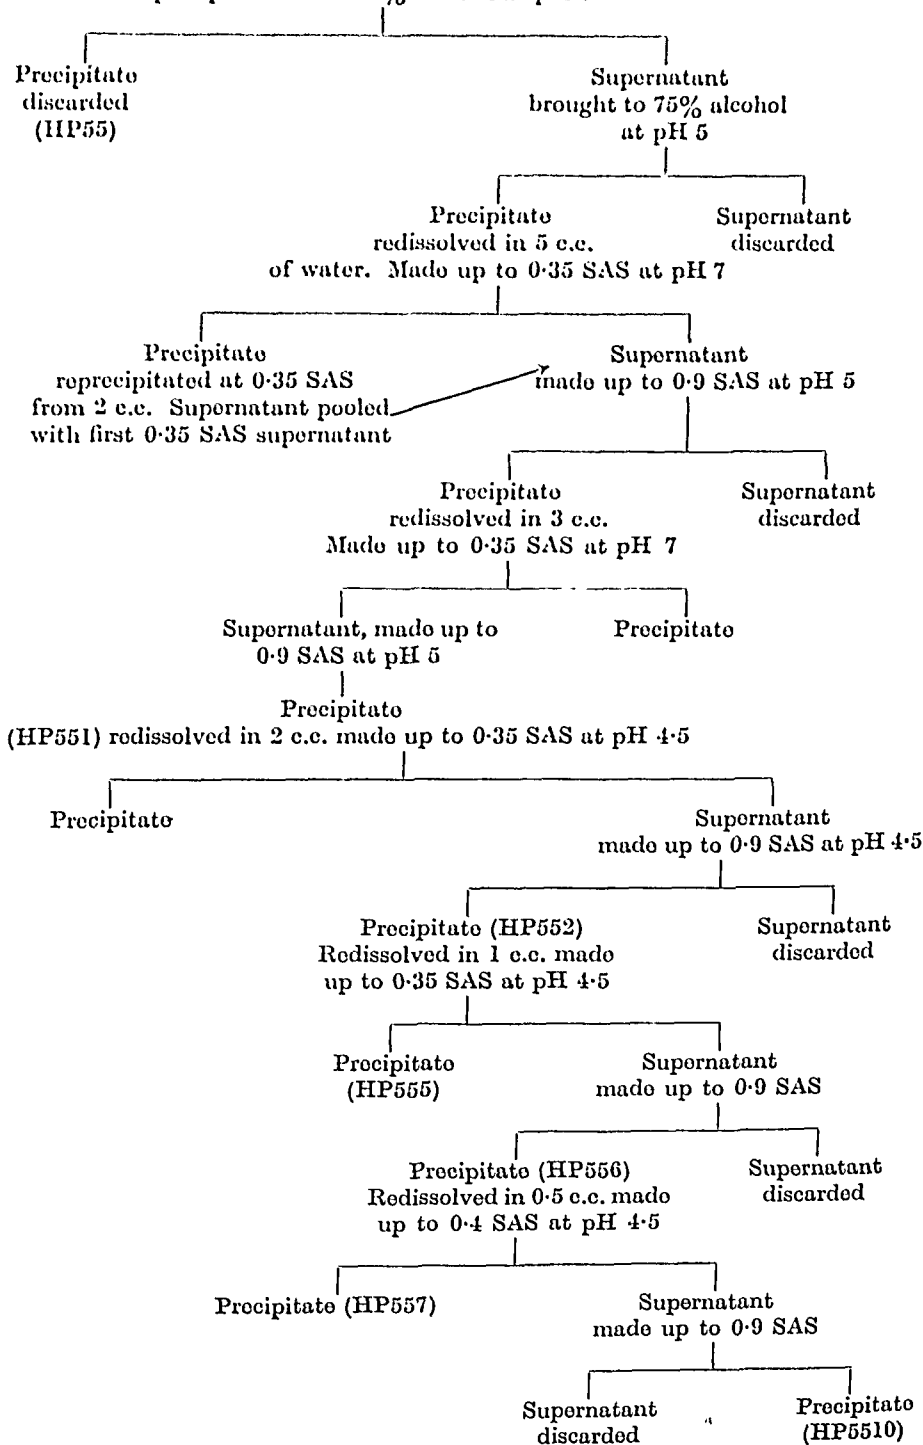 Precipitate
discarded
(HP55)
Supernatant
brought to 75% alcohol
at pH 5
Precipitate
redissolved in 5 c.c.
of water. Made up to 0·35 SAS at pH 7
Supernatant
discarded
Precipitate
reprecipitated at 0·35 SAS
from 2 c.c. Supernatant pooled
with first 0·35 SAS supernatant
Supernatant
made up to 0·9 SAS at pH 5
Precipitate
redissolved in 3 c.c.
Made up to 0·35 SAS at pH 7
Supernatant
discarded
Supernatant, made up to
0·9 SAS at pH 5
Precipitate
Precipitate
(HP551) redissolved in 2 c.c. made up to 0·35 SAS at pH 4·5
Precipitate
Supernatant
made up to 0·9 SAS at pH 4·5
Precipitate (HP552)
Redissolved in 1 c.c. made
up to 0·35 SAS at pH 4·5
Supernatant
discarded
Precipitate
(HP555)
Supernatant
made up to 0·9 SAS
Precipitate (HP556)
Redissolved in 0·5 c.c. made
up to 0·4 SAS at pH 4·5
Supernatant
discarded
Precipitate (HP557)
Supernatant
made up to 0·9 SAS
Supernatant
discarded
Precipitate
(HP5510)